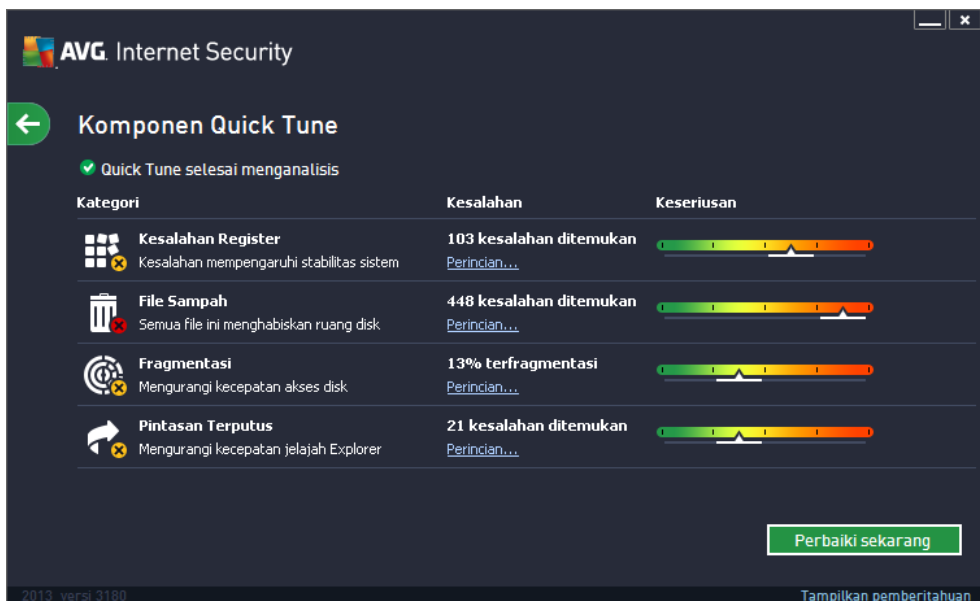 AVG. Internet Security
Komponen Quick Tune
Quick Tune selesai menganalisis
Kategori Kesalahan Keseriusan
Kesalahan Register 103 kesalahan ditemukan
Kesalahan mempengaruhi stabilitas sistem Perincian...
File Sampah 448 kesalahan ditemukan
Semua file ini menghabiskan ruang disk Perincian...
Fragmentasi 13% terfragmentasi
Mengurangi kecepatan akses disk Perincian...
Pintasan Terputus 21 kesalahan ditemukan
Mengurangi kecepatan jelajah Explorer Perincian...
Perbaiki sekarang
2013 versi 3180 Tampilkan pemberitahuan